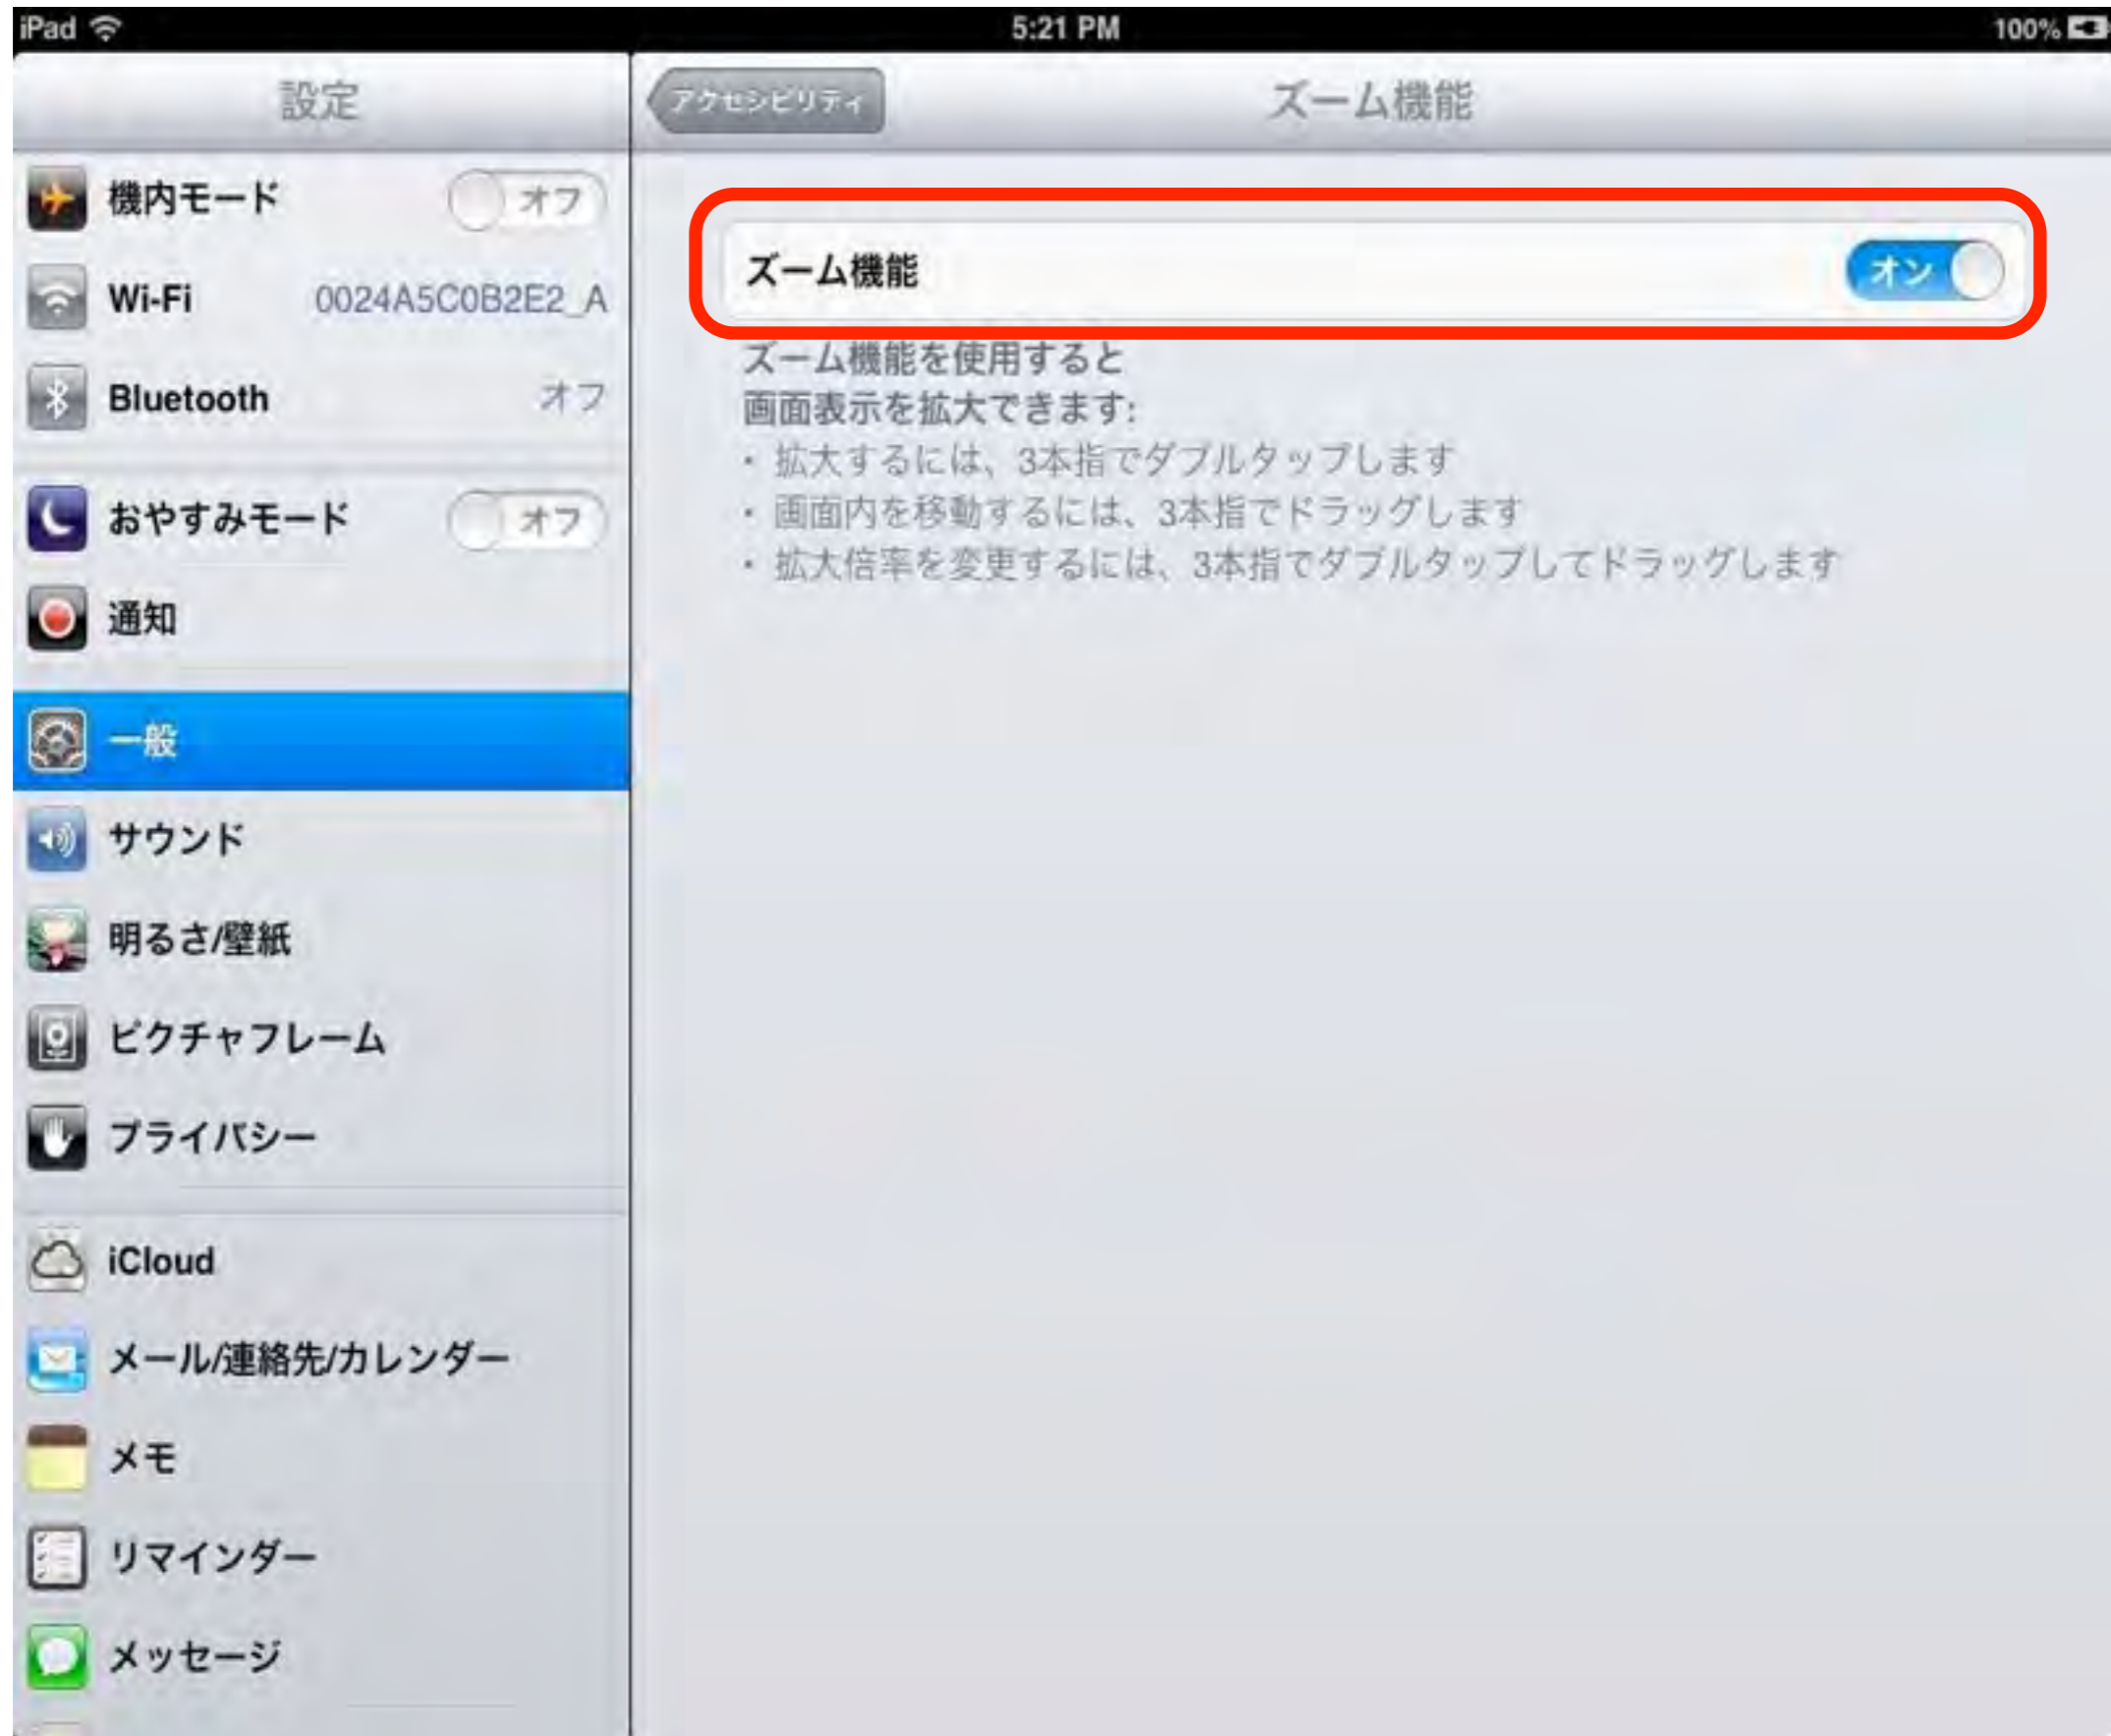 iPad
5:21 PM
100%
設定
機内モード オフ
Wi-Fi 0024A5C0B2E2_A
Bluetooth オフ
おやすみモード オフ
通知
一般
サウンド
明るさ/壁紙
ピクチャフレーム
プライバシー
iCloud
メール/連絡先/カレンダー
メモ
リマインダー
メッセージ
アクセシビリティ
ズーム機能
ズーム機能 オン
ズーム機能を使用すると
画面表示を拡大できます:
・ 拡大するには、3本指でダブルタップします
・ 画面内を移動するには、3本指でドラッグします
・ 拡大倍率を変更するには、3本指でダブルタップしてドラッグします